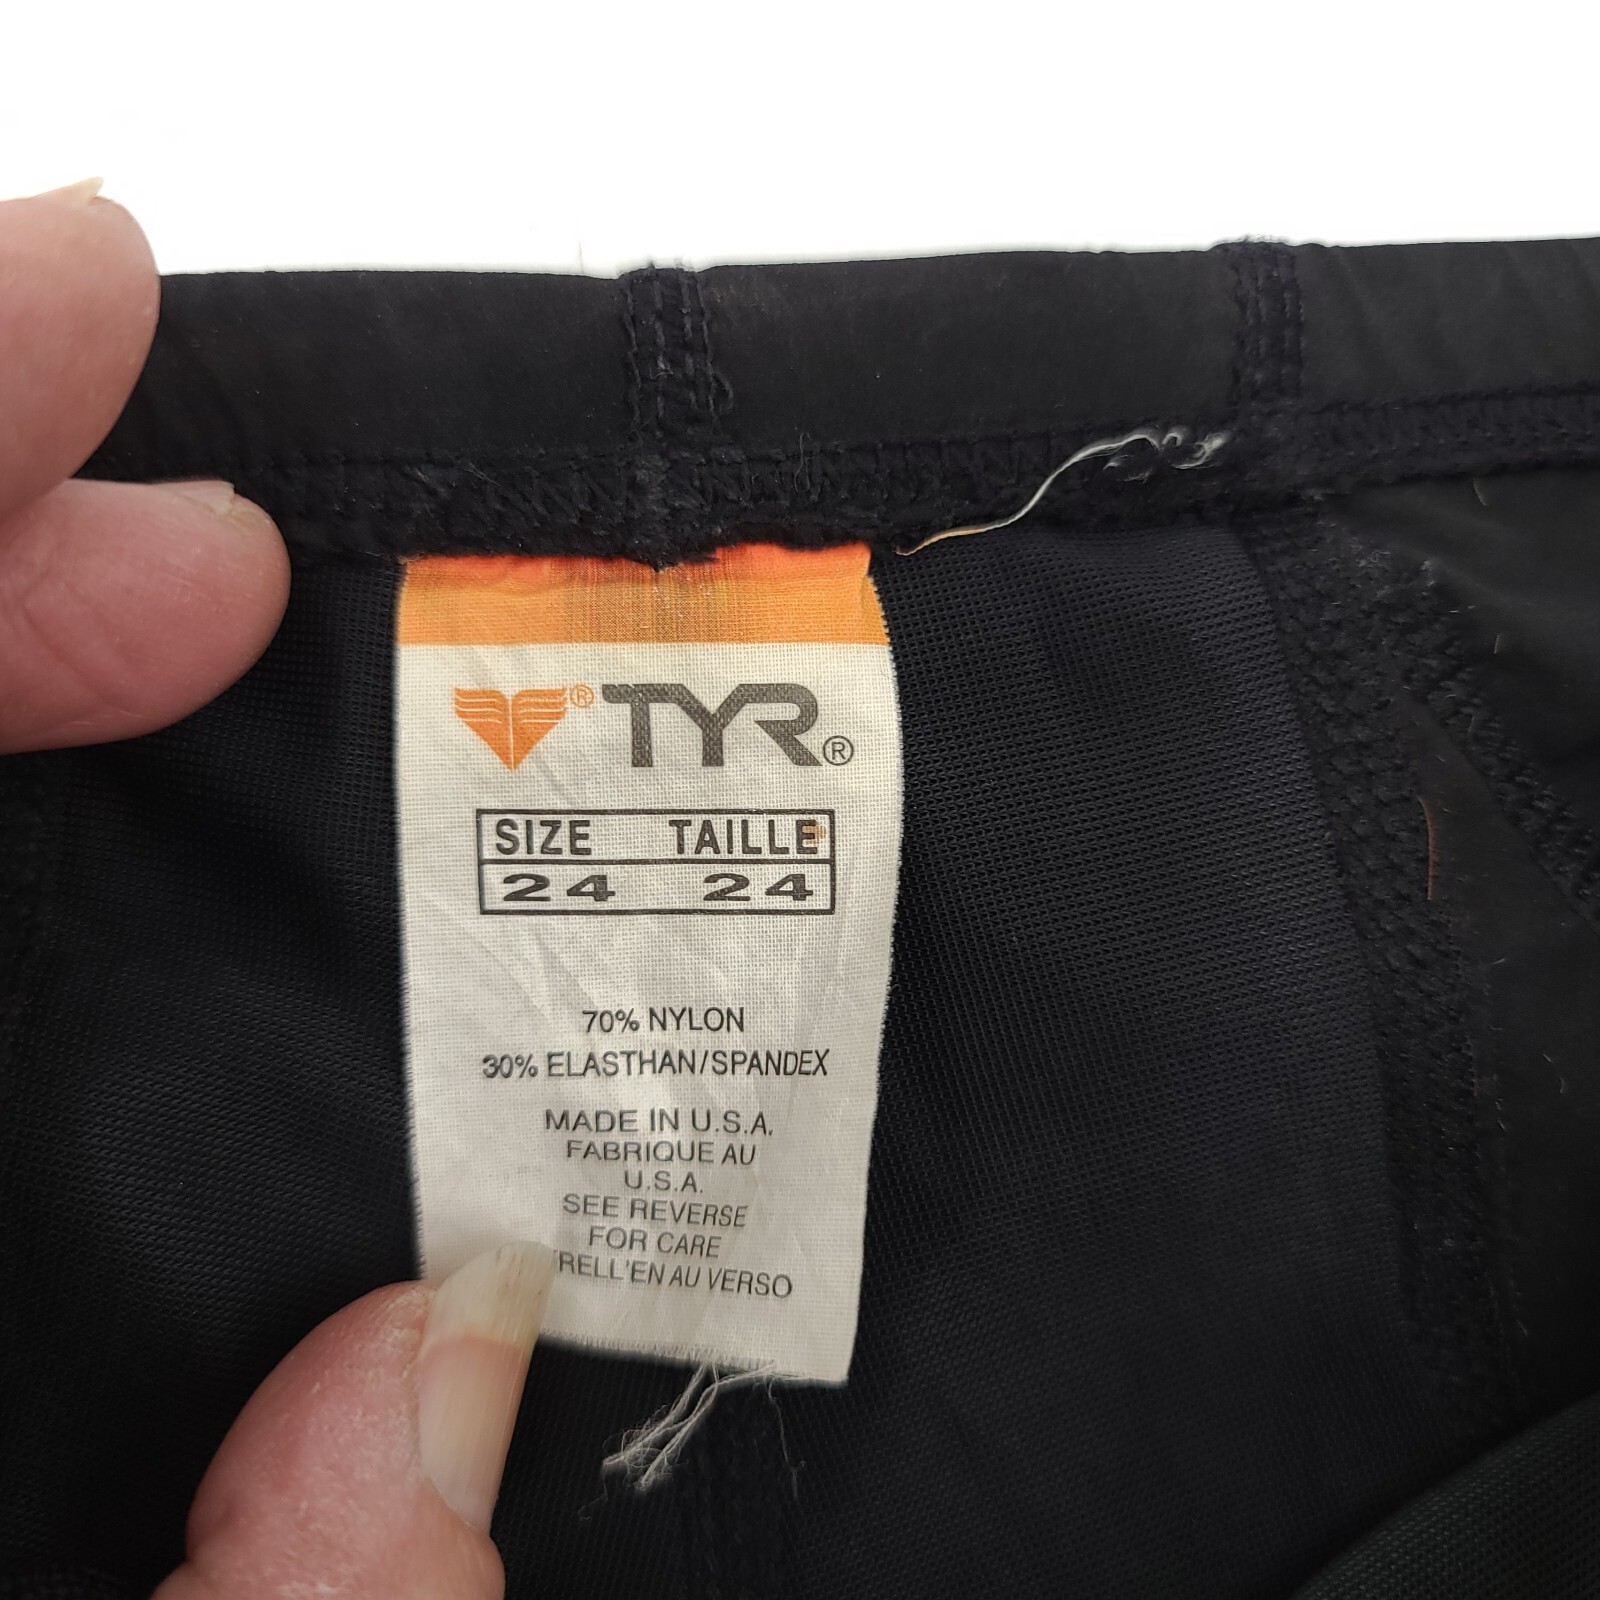 ® TYR®
SIZE TAILLE
24 24
70% NYLON
30% ELASTHAN/SPANDEX
MADE IN U.S.A.
FABRIQUE AU
U.S.A.
SEE REVERSE
FOR CARE
EN AU VERSO